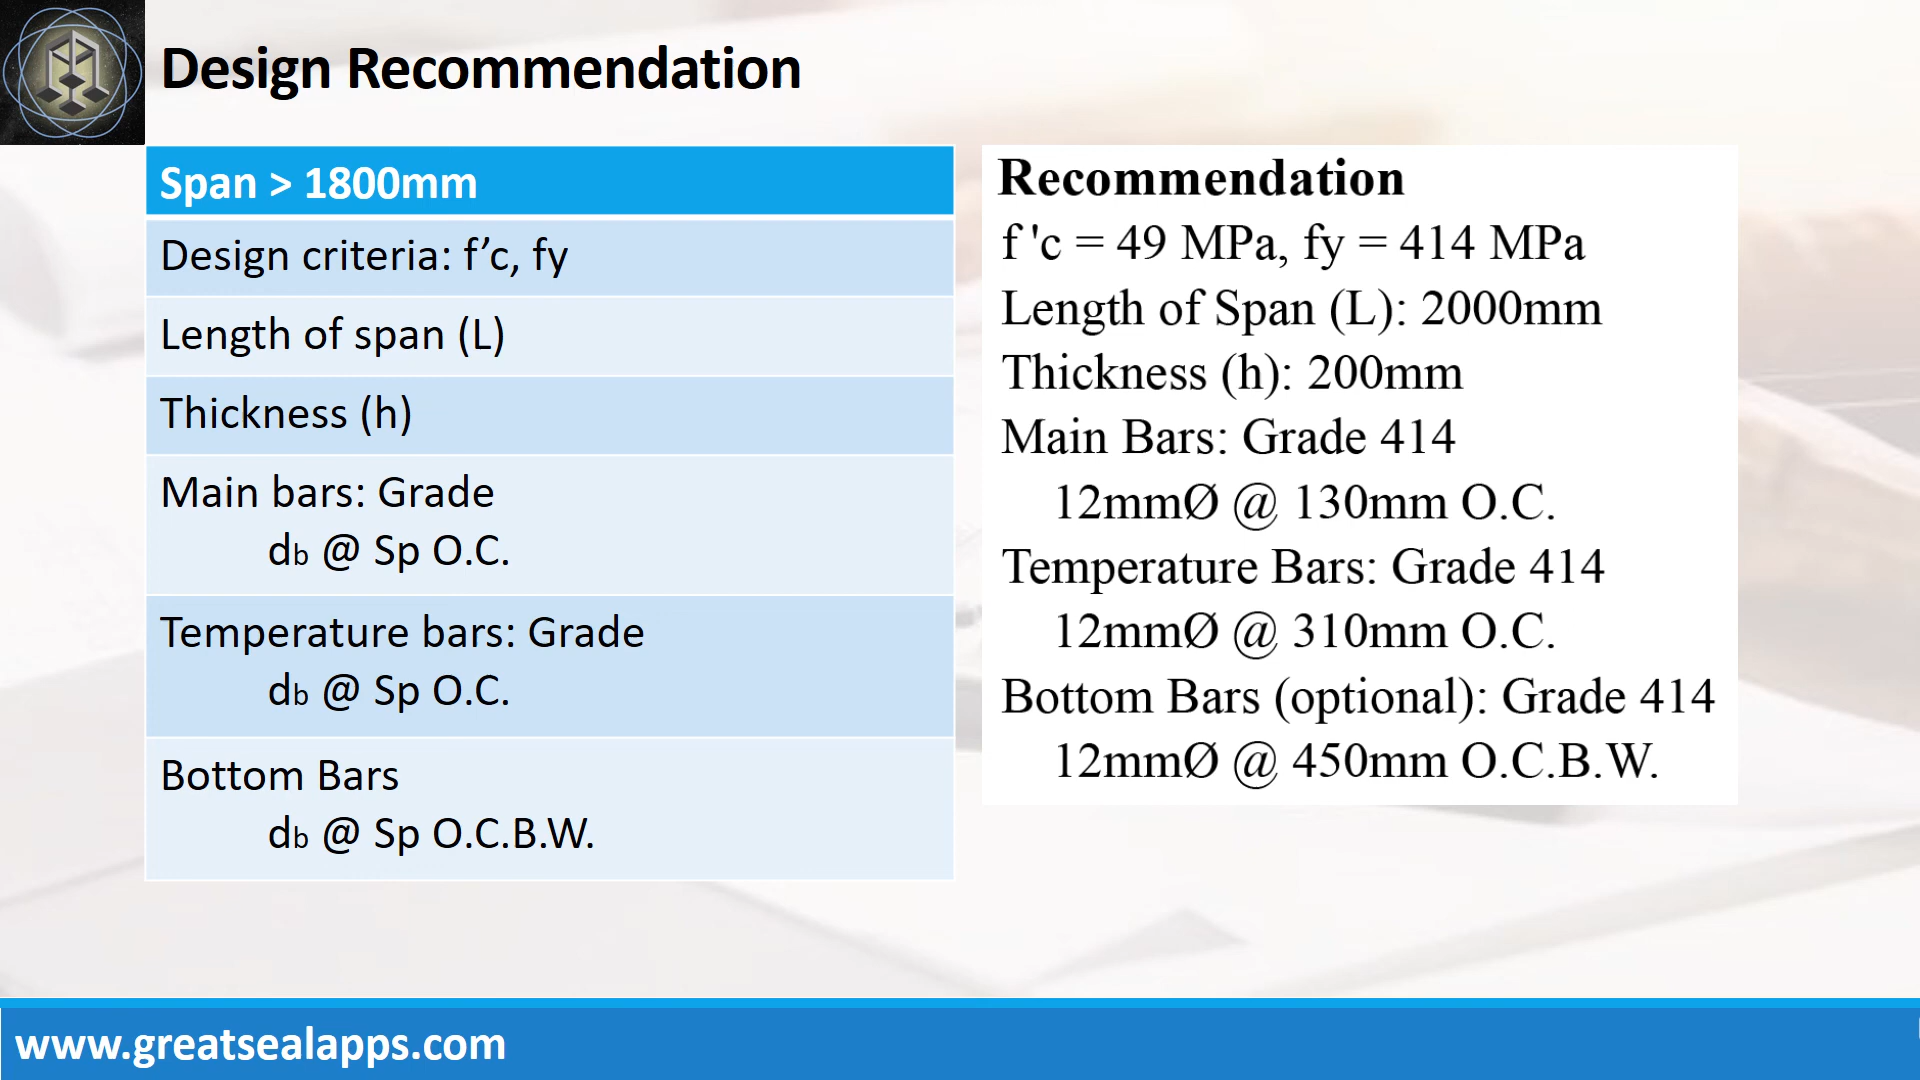 Design Recommendation
Span > 1800mm
Design criteria: f’c, fy
Length of span (L)
Thickness (h)
Main bars: Grade
db @ Sp O.C.
Temperature bars: Grade
db @ Sp O.C.
Bottom Bars
db @ Sp O.C.B.W.
Recommendation
f 'c = 49 MPa, fy = 414 MPa
Length of Span (L): 2000mm
Thickness (h): 200mm
Main Bars: Grade 414
12mmØ @ 130mm O.C.
Temperature Bars: Grade 414
12mmØ @ 310mm O.C.
Bottom Bars (optional): Grade 414
12mmØ @ 450mm O.C.B.W.
www.greatsealapps.com